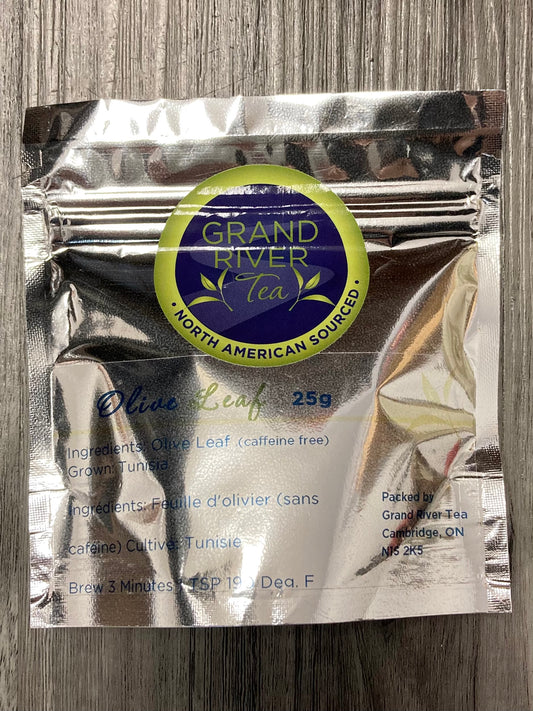 GRAND
RIVER
Tea
• NORTH AMERICAN SOURCED •
Olive Leaf 25g
Ingredients: Olive Leaf (caffeine free)
Grown: Tunisia
Ingrédients: Feuille d'olivier (sans
caféine) Cultivé: Tunisie
Brew 3 Minutes TSP Deg. F
Packed by
Grand River Tea
Cambridge, ON
N1S 2K5